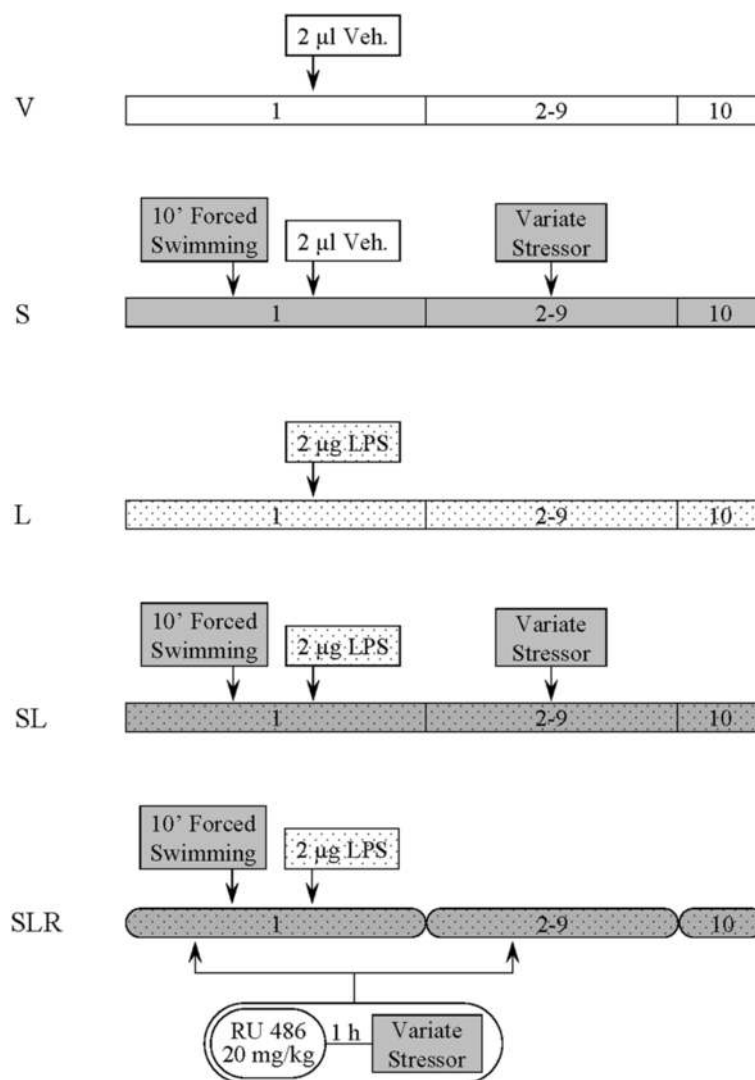 2 µl Veh.
V
1
2-9
10
10’ Forced
Swimming
2 µl Veh.
Variate
Stressor
S
1
2-9
10
2 µg LPS
L
1
2-9
10
10’ Forced
Swimming
2 µg LPS
Variate
Stressor
SL
1
2-9
10
10’ Forced
Swimming
2 µg LPS
SLR
1
2-9
10
RU 486
20 mg/kg
1 h
Variate
Stressor